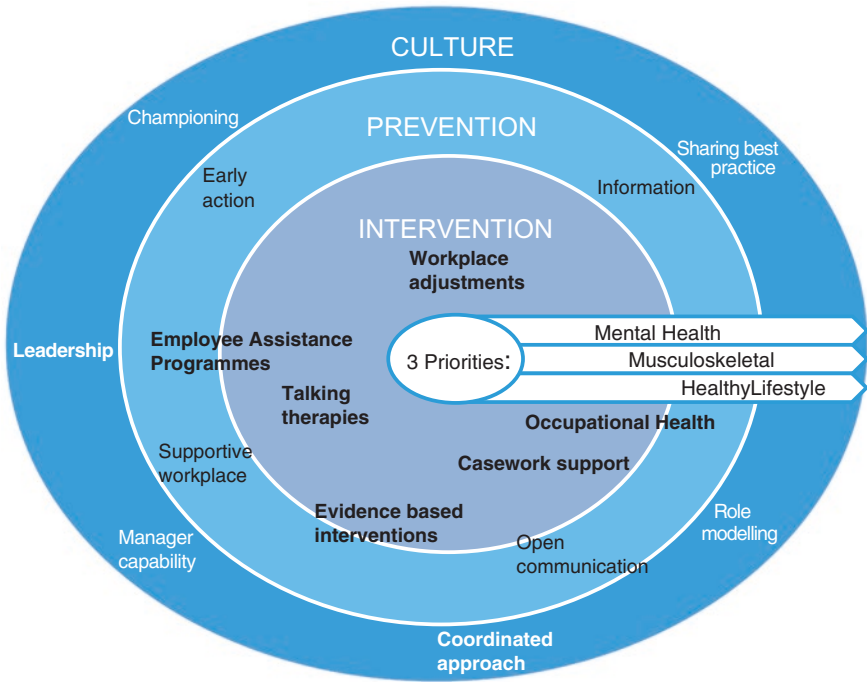 CULTURE
Championing
PREVENTION
Sharing best
practice
Early
action
Information
INTERVENTION
Workplace
adjustments
Leadership
Employee Assistance
Programmes
3 Priorities:
Mental Health
Musculoskeletal
HealthyLifestyle
Talking
therapies
Occupational Health
Supportive
workplace
Casework support
Evidence based
interventions
Manager
capability
Open
communication
Role
modelling
Coordinated
approach